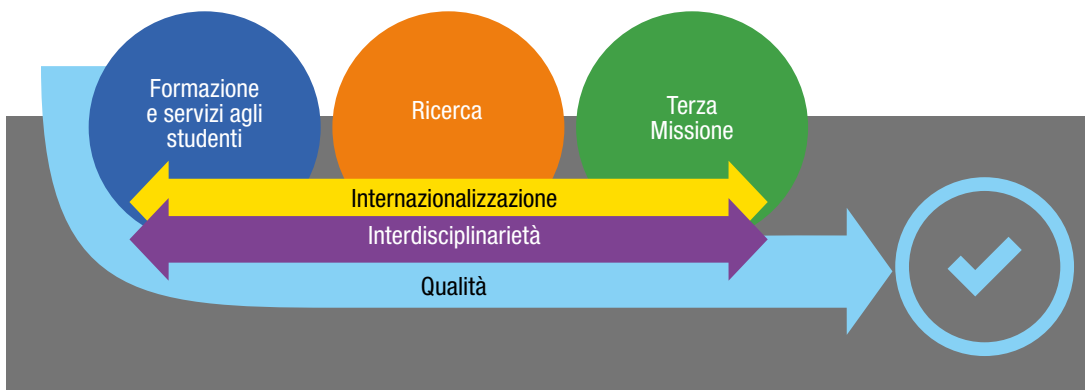 Formazione
e servizi agli
studenti
Ricerca
Terza
Missione
Internazionalizzazione
Interdisciplinarietà
Qualità